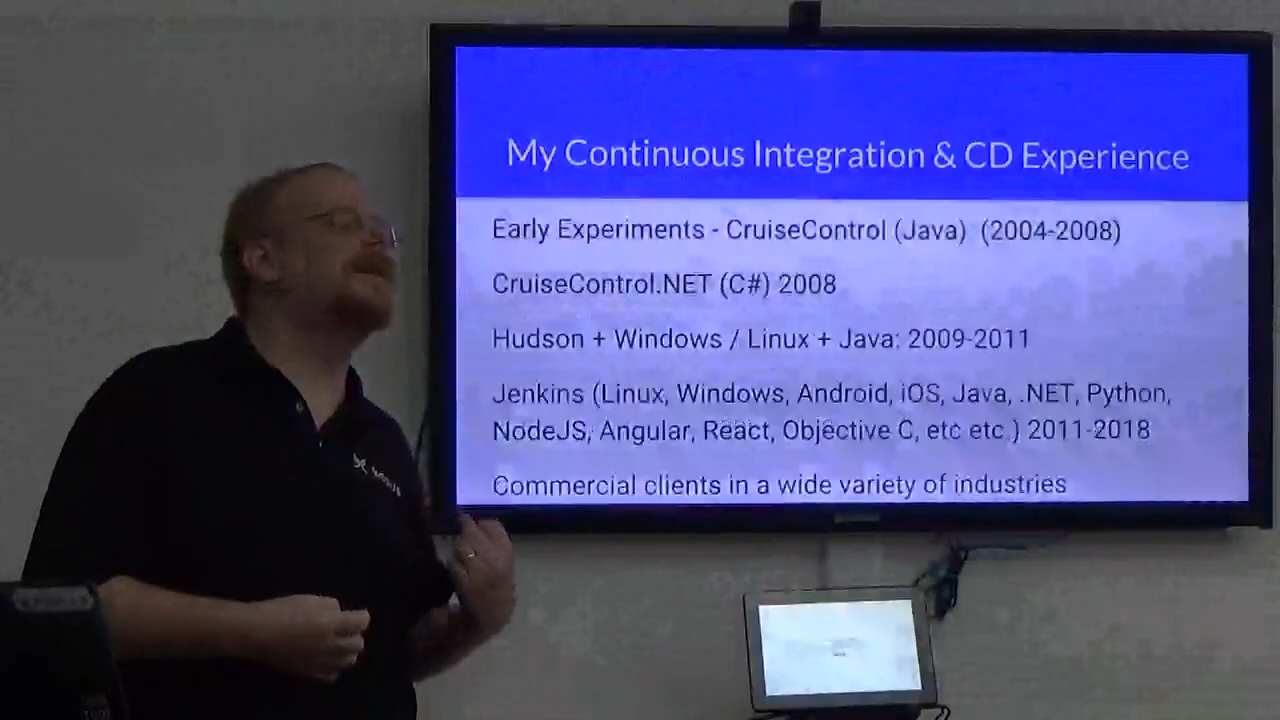 My Continuous Integration & CD Experience
Early Experiments - CruiseControl (Java) (2004-2008)
CruiseControl.NET (C#) 2008
Hudson + Windows / Linux + Java: 2009-2011
Jenkins (Linux, Windows, Android, iOS, Java, .NET, Python,
NodeJS, Angular, React, Objective C, etc etc.) 2011-2018
Commercial clients in a wide variety of industries